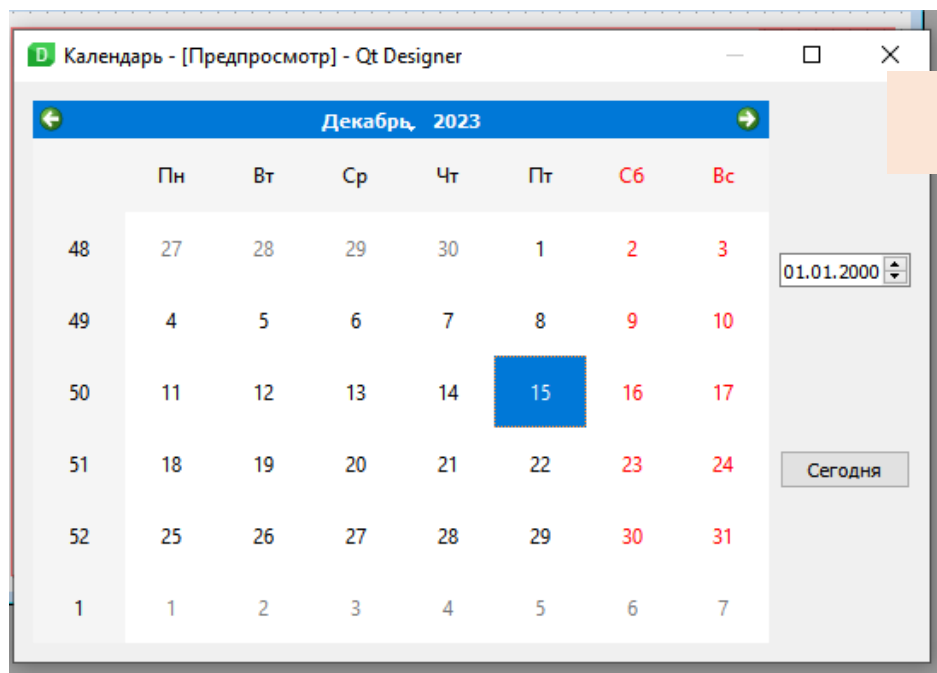 D Календарь - [Предпросмотр] - Qt Designer
Декабрь, 2023
Пн Вт Ср Чт Пт Сб Вс
48 27 28 29 30 1 2 3
01.01.2000
49 4 5 6 7 8 9 10
50 11 12 13 14 15 16 17
51 18 19 20 21 22 23 24
Сегодня
52 25 26 27 28 29 30 31
1 1 2 3 4 5 6 7